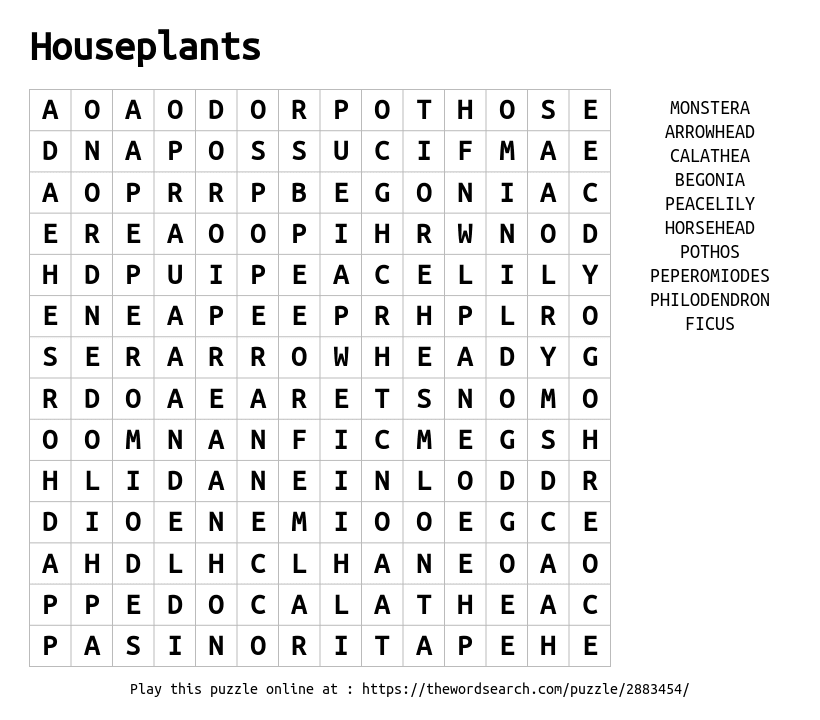 Houseplants
A O A O D O R P O T H O S E
D N A P O S S U C I F M A E
A O P R R P B E G O N I A C
E R E A O O P I H R W N O D
H D P U I P E A C E L I L Y
E N E A P E E P R H P L R O
S E R A R R O W H E A D Y G
R D O A E A R E T S N O M O
O O M N A N F I C M E G S H
H L I D A N E I N L O D D R
D I O E N E M I O O E G C E
A H D L H C L H A N E O A O
P P E D O C A L A T H E A C
P A S I N O R I T A P E H E
MONSTERA
ARROWHEAD
CALATHEA
BEGONIA
PEACELILY
HORSEHEAD
POTHOS
PEPEROMIODES
PHILODENDRON
FICUS
Play this puzzle online at : https://thewordsearch.com/puzzle/2883454/